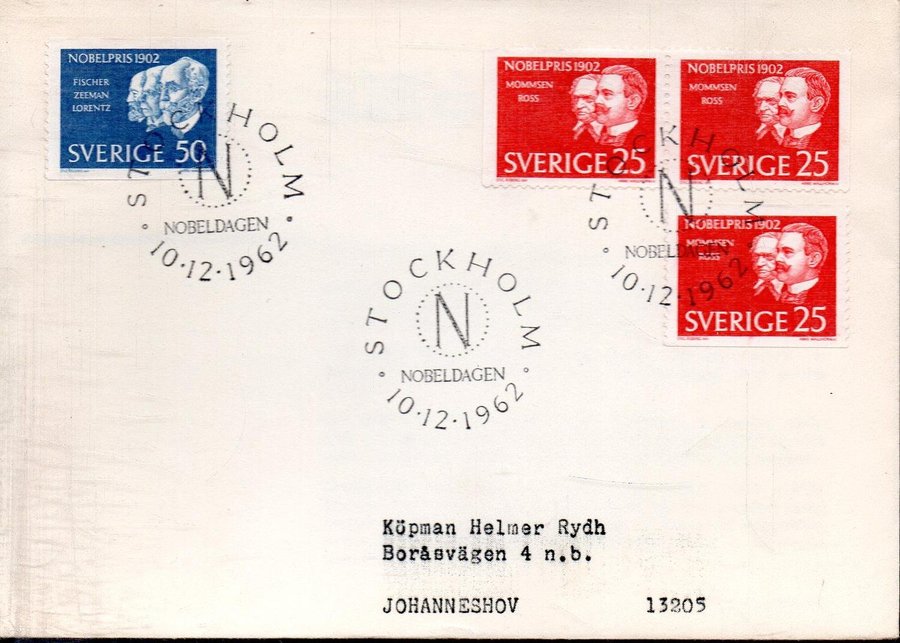 NOBELPRIS 1902
FISCHER
ZEEMAN
LORENTZ
SVERIGE 50
STOCKHOLM
N
NOBELDAGEN
10·12·1962
NOBELPRIS 1902
MOMMSEN
ROSS
SVERIGE 25
NOBELPRIS 1902
MOMMSEN
ROSS
SVERIGE 25
STOCKHOLM
N
NOBELDAGEN
10·12·1962
NOBELPRIS 1902
MOMMSEN
ROSS
SVERIGE 25
STOCKHOLM
N
NOBELDAGEN
10·12·1962
Köpman Helmer Rydh
Boråsvägen 4 n.b.
JOHANNESHOV 13205